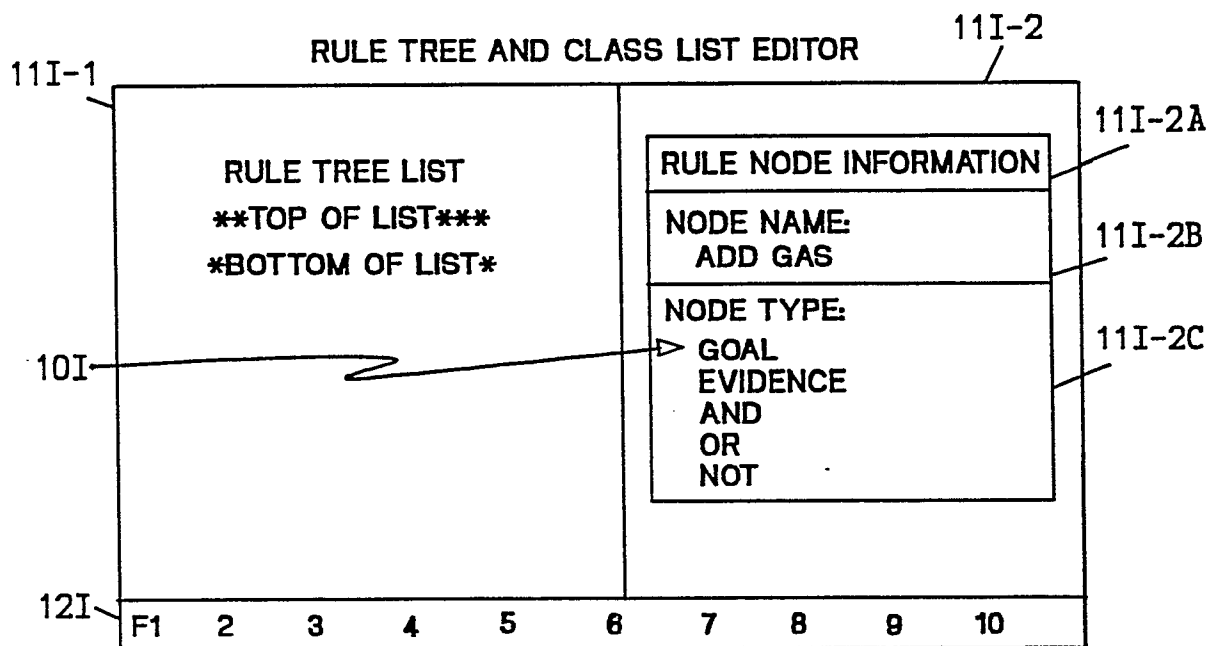 11I-2
RULE TREE AND CLASS LIST EDITOR
11I-1
11I-2A
RULE TREE LIST
**TOP OF LIST***
*BOTTOM OF LIST*
RULE NODE INFORMATION
NODE NAME:
ADD GAS
11I-2B
NODE TYPE:
GOAL
EVIDENCE
AND
OR
NOT
11I-2C
10I
12I
F1 2 3 4 5 6 7 8 9 10